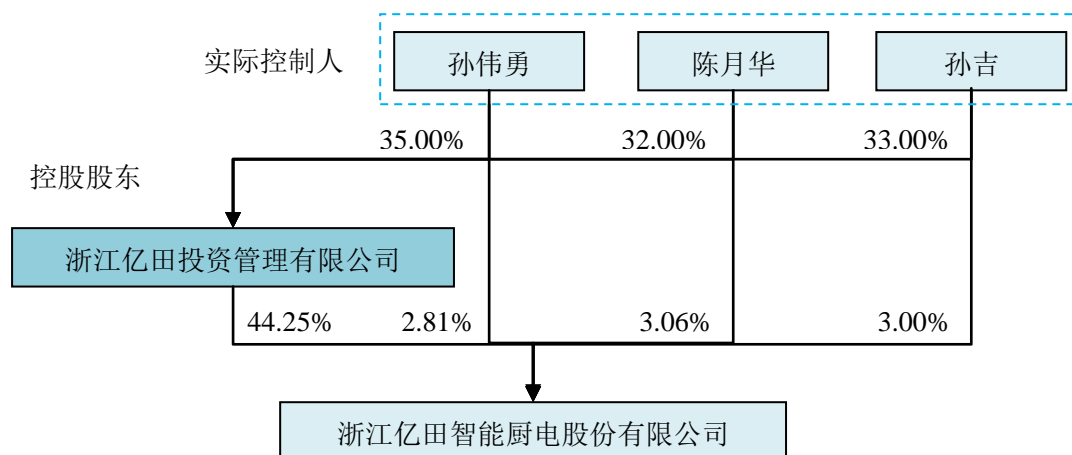 实际控制人
孙伟勇
陈月华
孙吉
35.00%
32.00%
33.00%
控股股东
浙江亿田投资管理有限公司
44.25%
2.81%
3.06%
3.00%
浙江亿田智能厨电股份有限公司